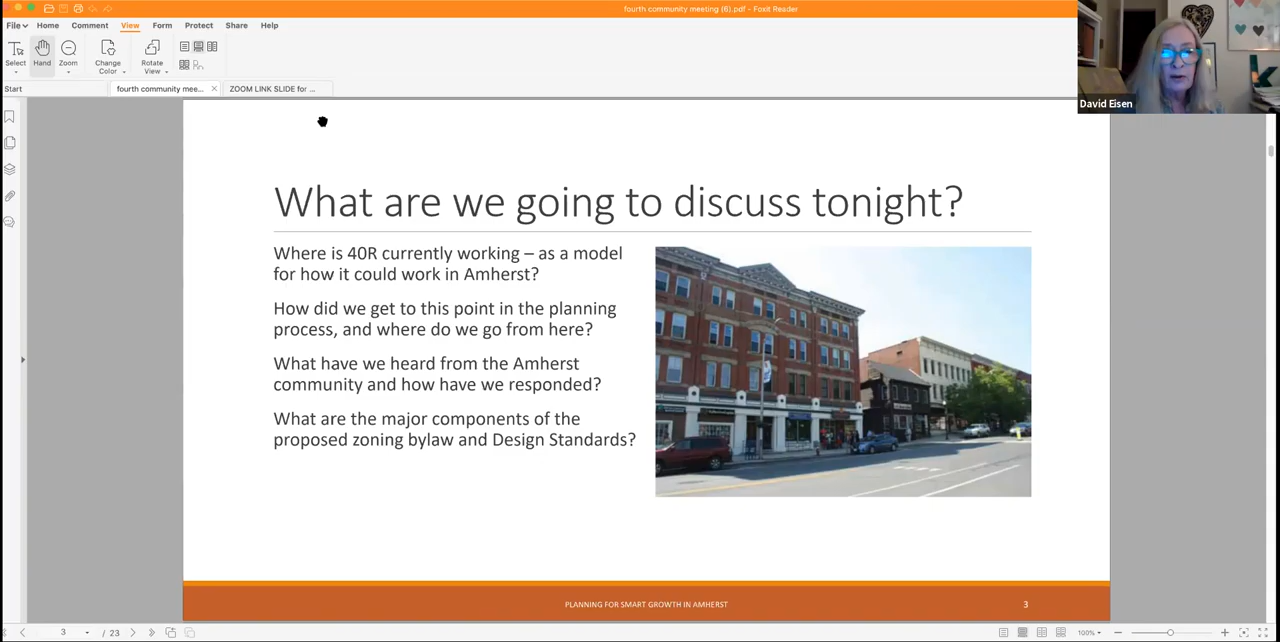 fourth community meeting (6).pdf - Foxit Reader
File Home Comment View Form Protect Share Help
Select Hand Zoom Change Color Rotate View
Start fourth community mee... ZOOM LINK SLIDE for ...
David Eisen
What are we going to discuss tonight?
Where is 40R currently working – as a model
for how it could work in Amherst?
How did we get to this point in the planning
process, and where do we go from here?
What have we heard from the Amherst
community and how have we responded?
What are the major components of the
proposed zoning bylaw and Design Standards?
PLANNING FOR SMART GROWTH IN AMHERST 3
3 / 23 100%